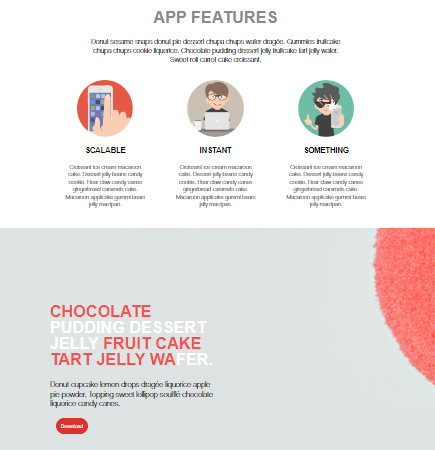 APP FEATURES
Donut sesame snaps donut pie dessert chupa chups wafer dragée. Gummies fruitcake
chupa chups cookie liquorice. Chocolate pudding dessert jelly fruitcake tart jelly wafer.
Sweet roll carrot cake croissant.
SCALABLE
Croissant ice cream macaroon
cake. Dessert jelly beans candy
cookie. Bear claw candy canes
gingerbread caramels cake.
Macaroon applicake gummi bears
jelly marzipan.
INSTANT
Croissant ice cream macaroon
cake. Dessert jelly beans candy
cookie. Bear claw candy canes
gingerbread caramels cake.
Macaroon applicake gummi bears
jelly marzipan.
SOMETHING
Croissant ice cream macaroon
cake. Dessert jelly beans candy
cookie. Bear claw candy canes
gingerbread caramels cake.
Macaroon applicake gummi bears
jelly marzipan.
CHOCOLATE
PUDDING DESSERT
JELLY FRUIT CAKE
TART JELLY WAFER.
Donut cupcake lemon drops dragée liquorice apple
pie powder. Topping sweet lollipop soufflé chocolate
liquorice candy canes.
Download